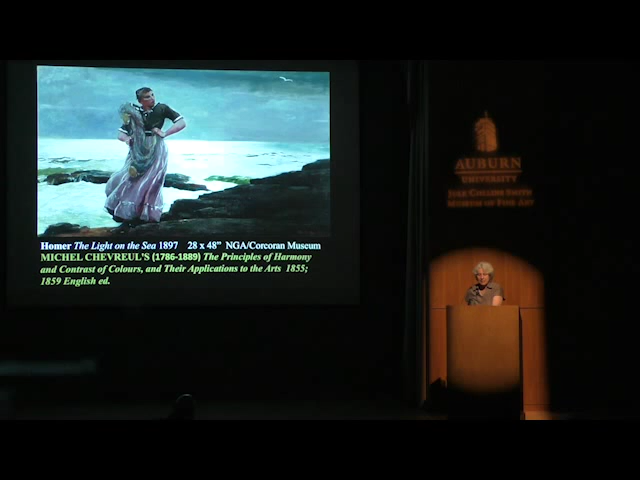 Homer The Light on the Sea 1897 28 x 48" NGA/Corcoran Museum
MICHEL CHEVREUL'S (1786-1889) The Principles of Harmony
and Contrast of Colours, and Their Applications to the Arts 1855;
1859 English ed.
AUBURN
UNIVERSITY
JULE COLLINS SMITH
MUSEUM OF FINE ART